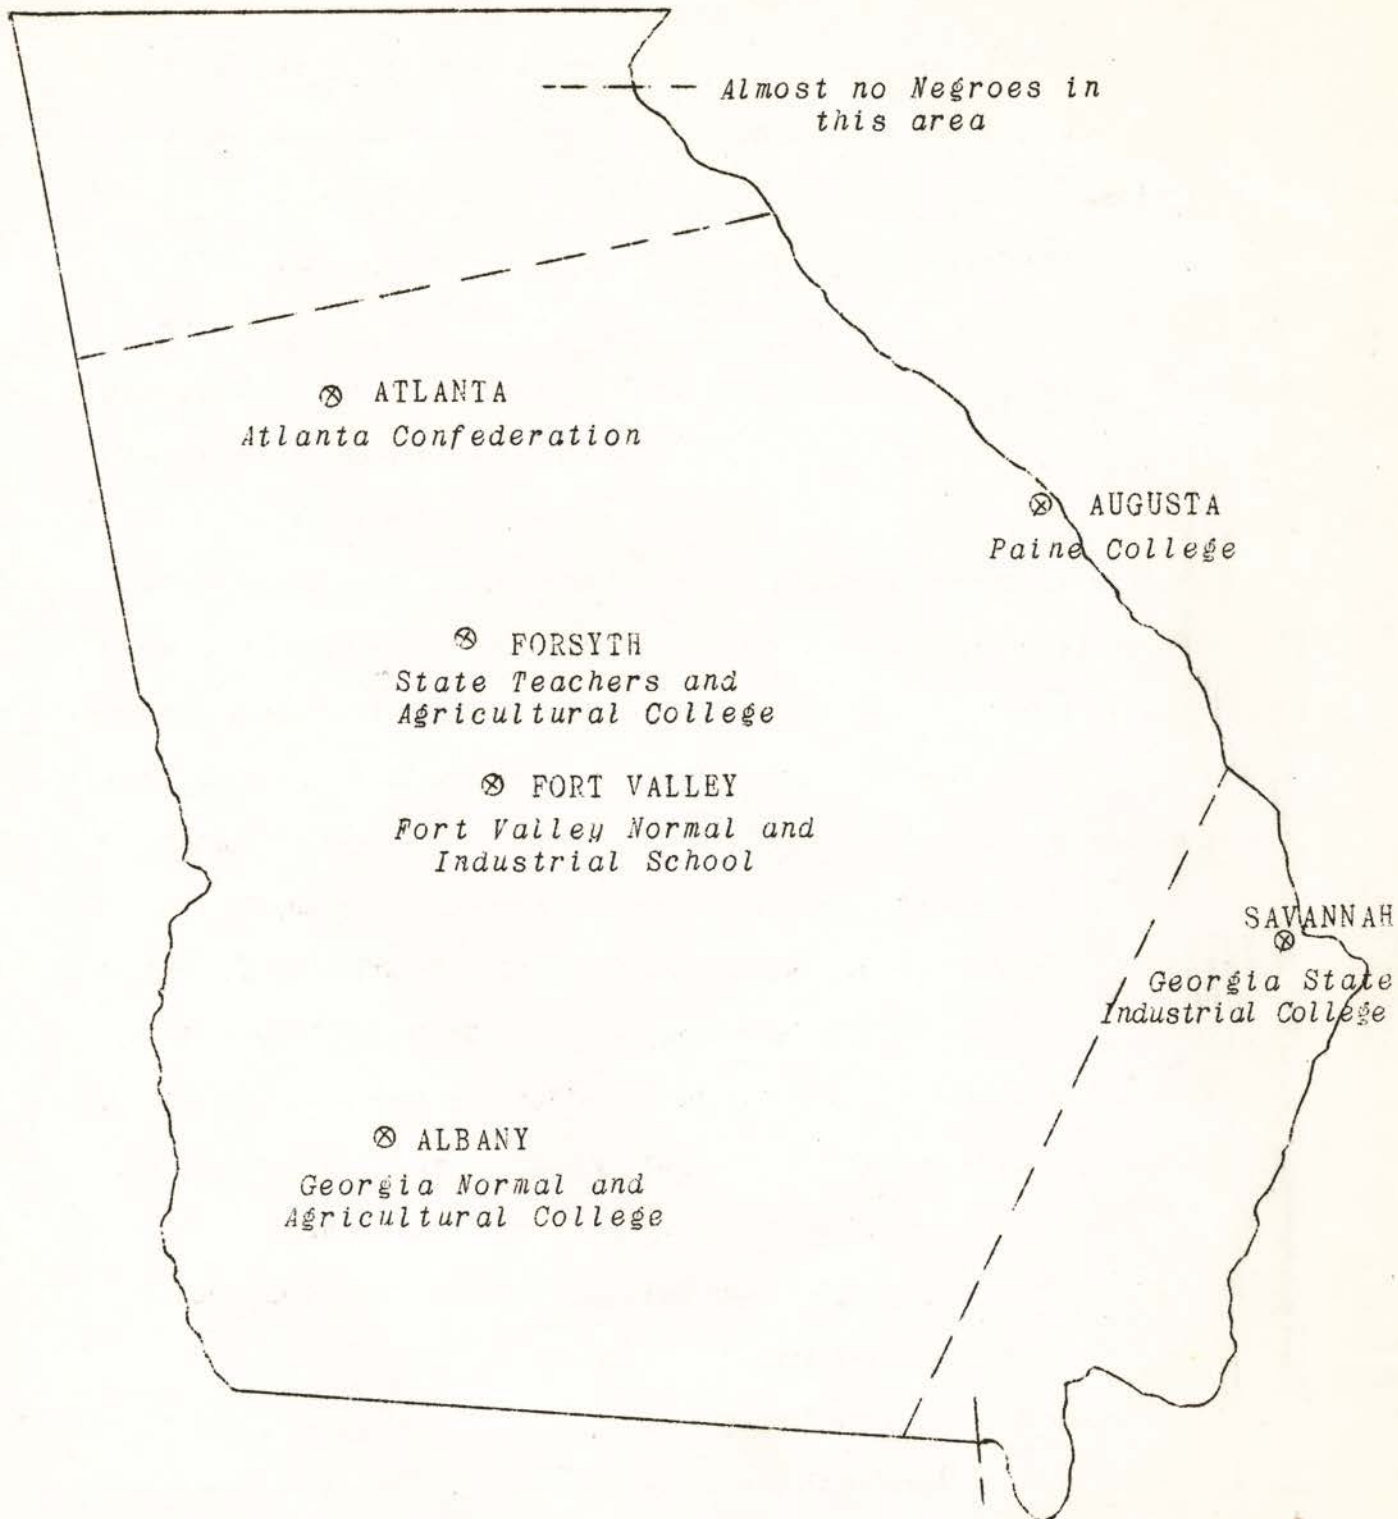 Almost no Negroes in
this area
ATLANTA
Atlanta Confederation
AUGUSTA
Paine College
FORSYTH
State Teachers and
Agricultural College
FORT VALLEY
Fort Valley Normal and
Industrial School
SAVANNAH
Georgia State
Industrial College
ALBANY
Georgia Normal and
Agricultural College